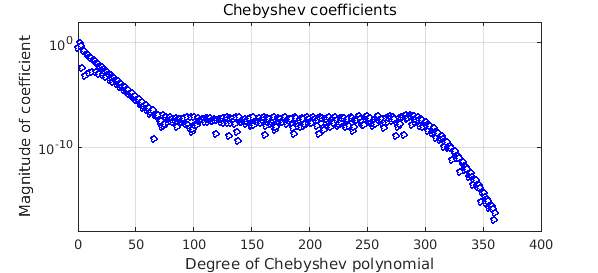 Chebyshev coefficients
Magnitude of coefficient
10^0
10^-10
0 50 100 150 200 250 300 350 400
Degree of Chebyshev polynomial